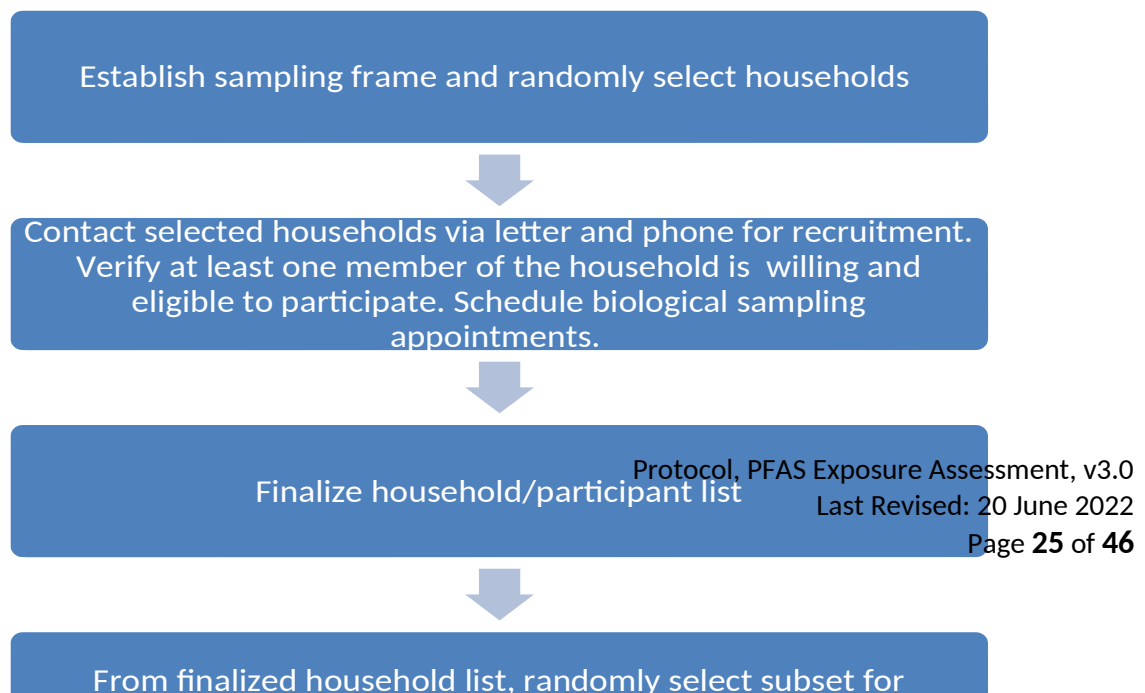 Establish sampling frame and randomly select households
Contact selected households via letter and phone for recruitment.
Verify at least one member of the household is  willing and
eligible to participate. Schedule biological sampling
appointments.
Finalize household/participant list
Protocol, PFAS Exposure Assessment, v3.0
Last Revised: 20 June 2022
Page 25 of 46
From finalized household list, randomly select subset for